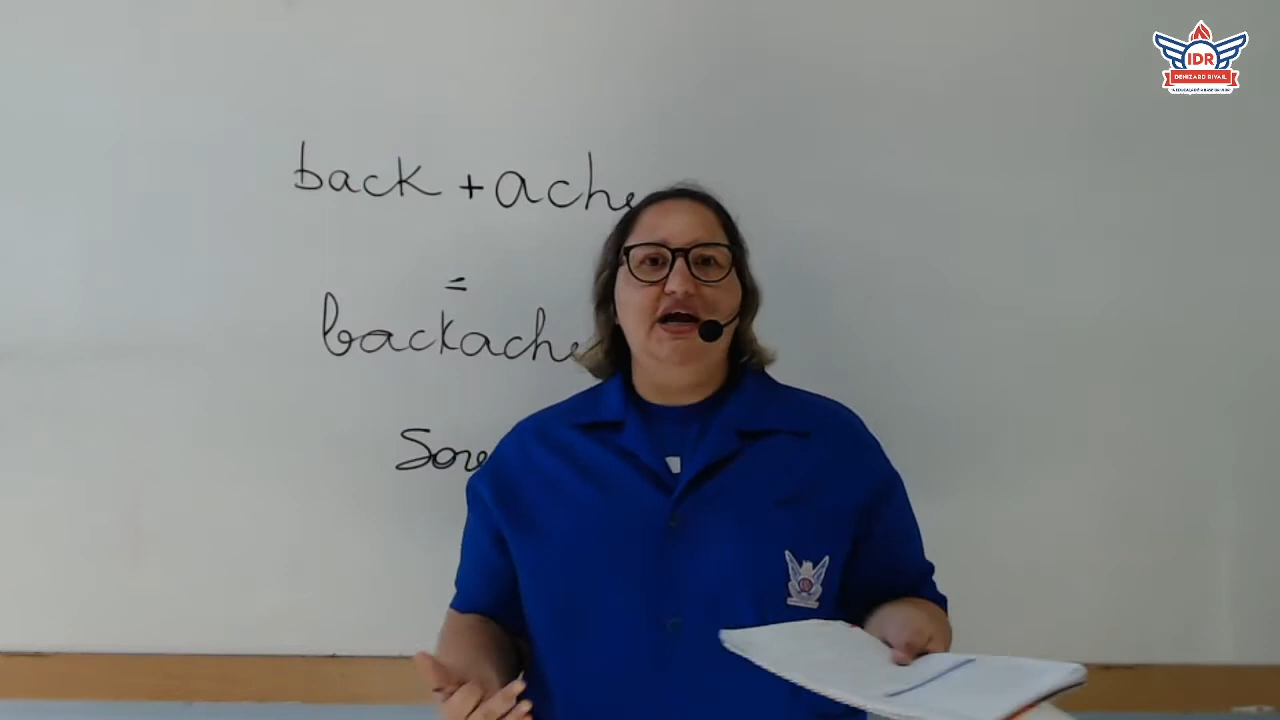 back + ache
=
backache
Sore
IDR
DENIZARD RIVAIL